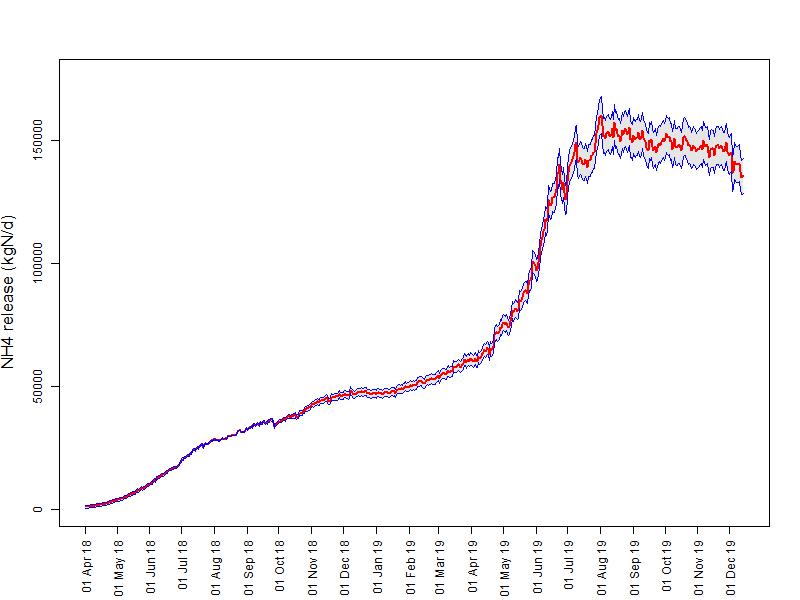 NH4 release (kgN/d)
150000
100000
50000
0
01 Apr 18
01 May 18
01 Jun 18
01 Jul 18
01 Aug 18
01 Sep 18
01 Oct 18
01 Nov 18
01 Dec 18
01 Jan 19
01 Feb 19
01 Mar 19
01 Apr 19
01 May 19
01 Jun 19
01 Jul 19
01 Aug 19
01 Sep 19
01 Oct 19
01 Nov 19
01 Dec 19